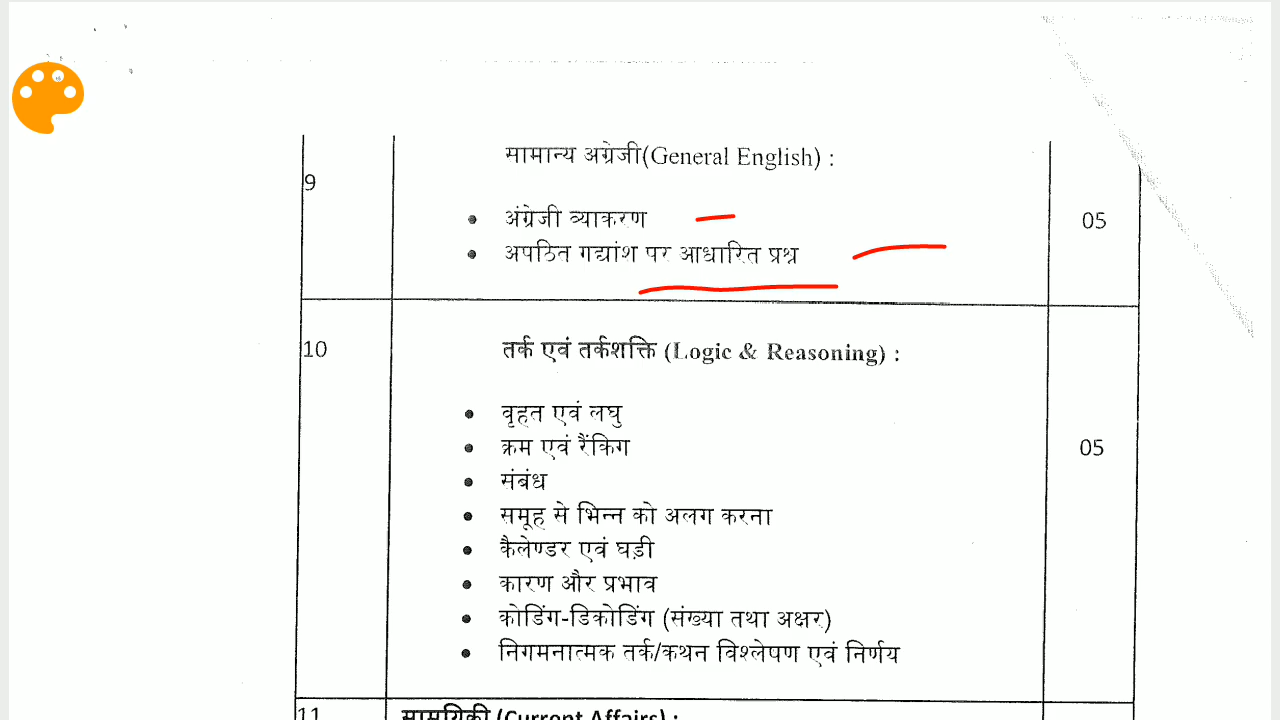 सामान्य अग्रेजी(General English) :
9
• अंग्रेजी व्याकरण
05
• अपठित गद्यांश पर आधारित प्रश्न
10
तर्क एवं तर्कशक्ति (Logic & Reasoning) :
• वृहत एवं लघु
• क्रम एवं रैंकिग
05
• संबंध
• समूह से भिन्न को अलग करना
• कैलेण्डर एवं घड़ी
• कारण और प्रभाव
• कोडिंग-डिकोडिंग (संख्या तथा अक्षर)
• निगमनात्मक तर्क/कथन विश्लेषण एवं निर्णय
11
सामयिकी (Current Affairs) :